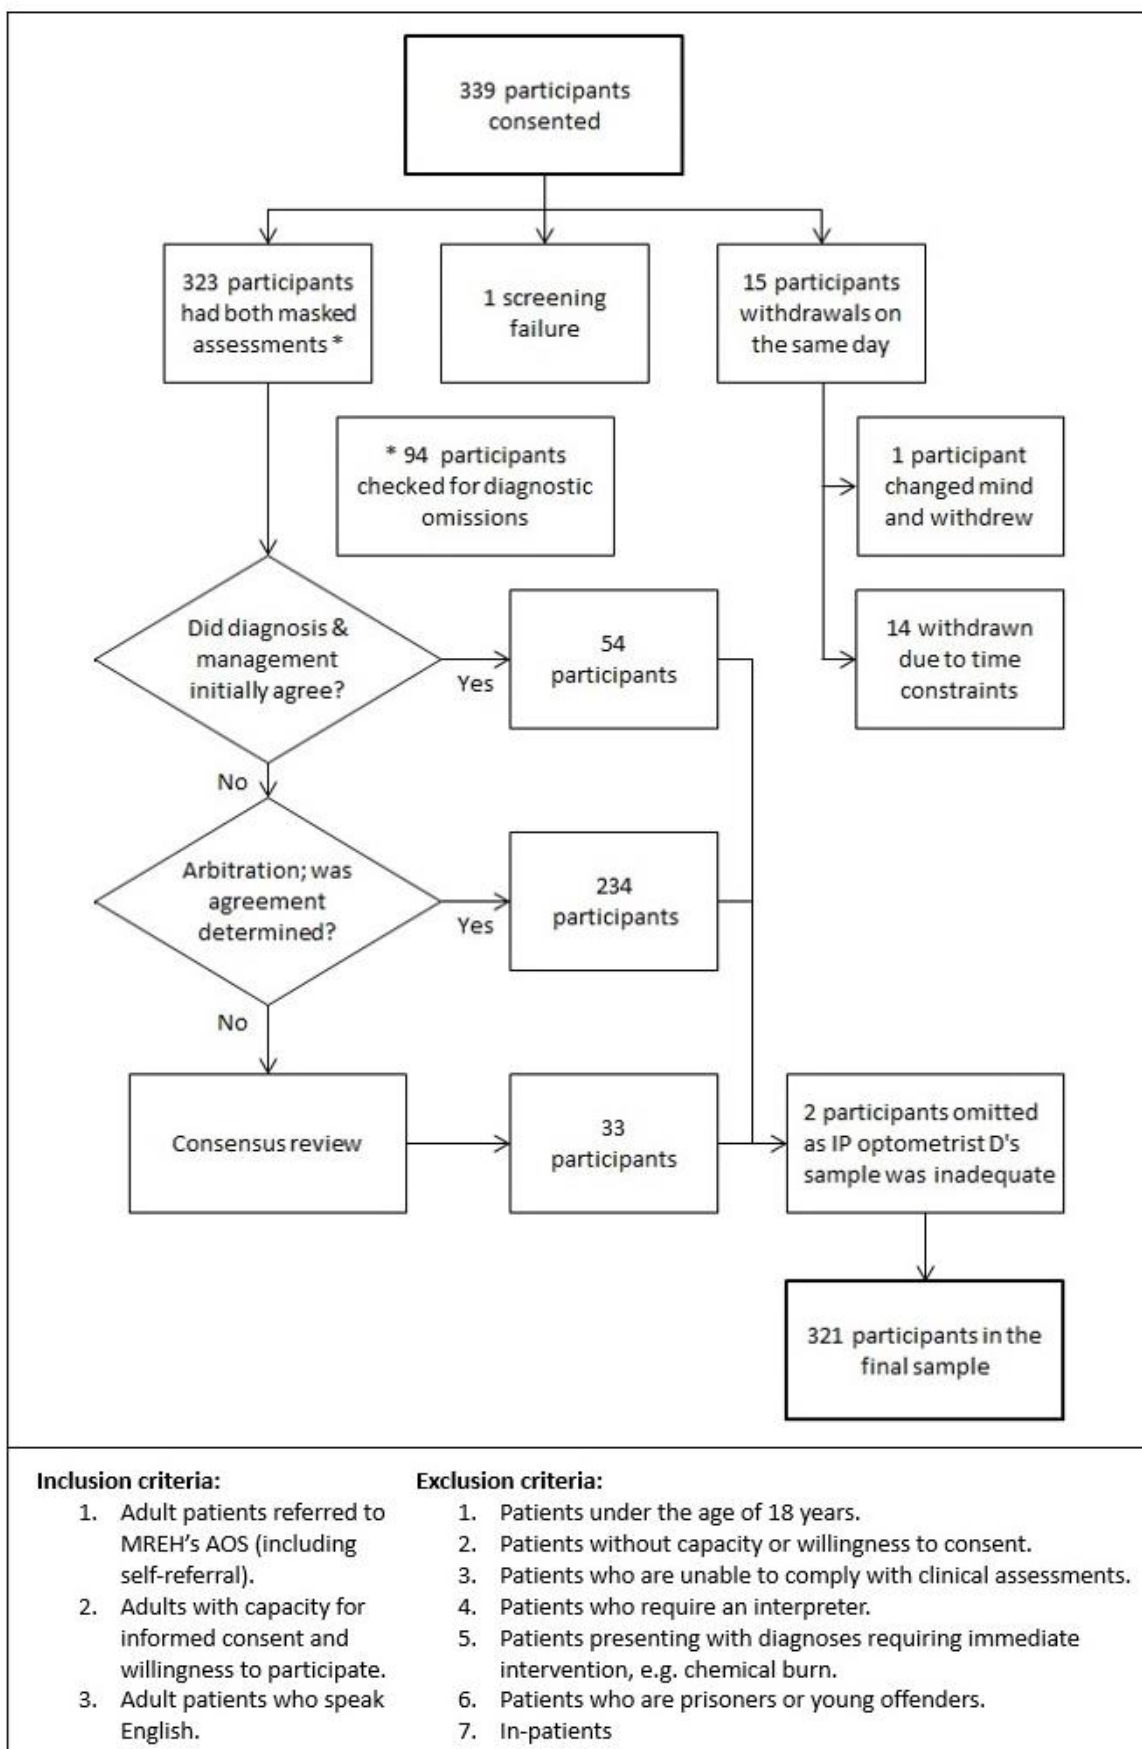 339 participants
consented
323 participants
had both masked
assessments *
1 screening
failure
15 participants
withdrawals on
the same day
* 94 participants
checked for diagnostic
omissions
1 participant
changed mind
and withdrew
Did diagnosis &
management
initially agree?
Yes
54
participants
14 withdrawn
due to time
constraints
No
Arbitration; was
agreement
determined?
Yes
234
participants
No
Consensus review
33
participants
2 participants omitted
as IP optometrist D's
sample was inadequate
321 participants in the
final sample
Inclusion criteria:
1. Adult patients referred to
MREH’s AOS (including
self-referral).
2. Adults with capacity for
informed consent and
willingness to participate.
3. Adult patients who speak
English.
Exclusion criteria:
1. Patients under the age of 18 years.
2. Patients without capacity or willingness to consent.
3. Patients who are unable to comply with clinical assessments.
4. Patients who require an interpreter.
5. Patients presenting with diagnoses requiring immediate
intervention, e.g. chemical burn.
6. Patients who are prisoners or young offenders.
7. In-patients